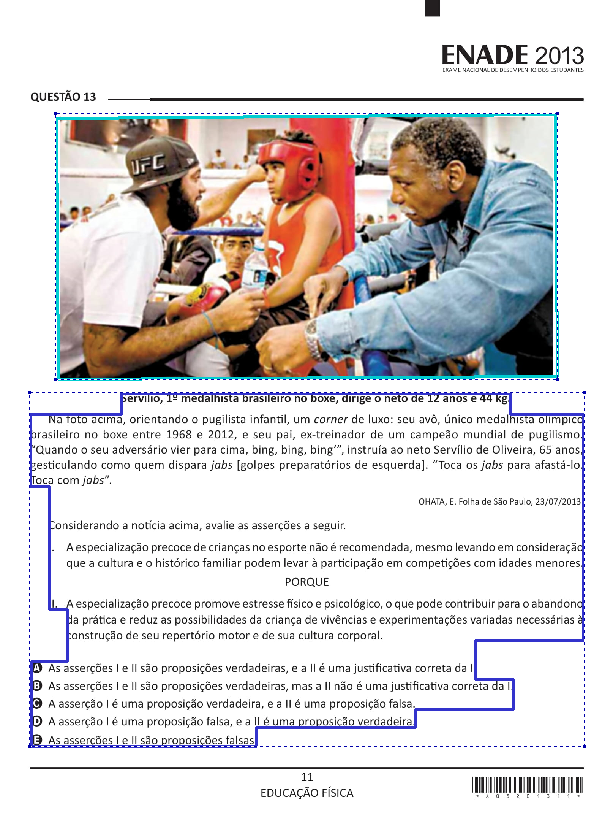 ENADE 2013
EXAME NACIONAL DE DESEMPENHO DOS ESTUDANTES
QUESTÃO 13
UFC
Servílio, 1º medalhista brasileiro no boxe, dirige o neto de 12 anos e 44 kg.
Na foto acima, orientando o pugilista infantil, um corner de luxo: seu avô, único medalhista olímpico
brasileiro no boxe entre 1968 e 2012, e seu pai, ex-treinador de um campeão mundial de pugilismo.
"Quando o seu adversário vier para cima, bing, bing, bing'", instruía ao neto Servílio de Oliveira, 65 anos,
gesticulando como quem dispara jabs [golpes preparatórios de esquerda]. "Toca os jabs para afastá-lo.
Toca com jabs".
OHATA, E. Folha de São Paulo, 23/07/2013.
Considerando a notícia acima, avalie as asserções a seguir.
I. A especialização precoce de crianças no esporte não é recomendada, mesmo levando em consideração
que a cultura e o histórico familiar podem levar à participação em competições com idades menores.
PORQUE
II. A especialização precoce promove estresse físico e psicológico, o que pode contribuir para o abandono
da prática e reduz as possibilidades da criança de vivências e experimentações variadas necessárias à
construção de seu repertório motor e de sua cultura corporal.
A As asserções I e II são proposições verdadeiras, e a II é uma justificativa correta da I.
B As asserções I e II são proposições verdadeiras, mas a II não é uma justificativa correta da I.
C A asserção I é uma proposição verdadeira, e a II é uma proposição falsa.
D A asserção I é uma proposição falsa, e a II é uma proposição verdadeira.
E As asserções I e II são proposições falsas.
11
EDUCAÇÃO FÍSICA